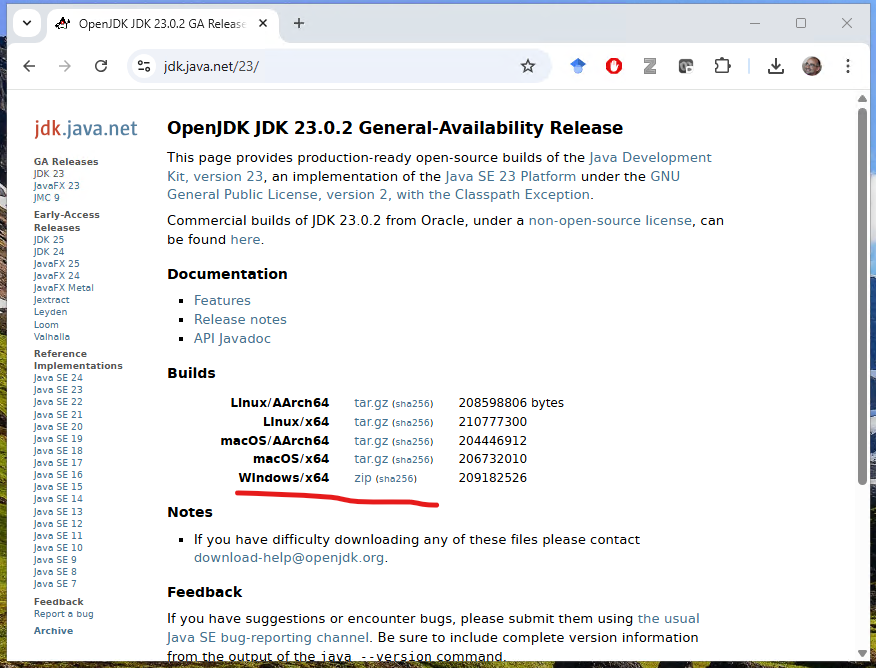 OpenJDK JDK 23.0.2 GA Release
jdk.java.net/23/
jdk.java.net
GA Releases
JDK 23
JavaFX 23
JMC 9
Early-Access
Releases
JDK 25
JDK 24
JavaFX 25
JavaFX 24
JavaFX Metal
Jextract
Leyden
Loom
Valhalla
Reference
Implementations
Java SE 24
Java SE 23
Java SE 22
Java SE 21
Java SE 20
Java SE 19
Java SE 18
Java SE 17
Java SE 16
Java SE 15
Java SE 14
Java SE 13
Java SE 12
Java SE 11
Java SE 10
Java SE 9
Java SE 8
Java SE 7
Feedback
Report a bug
Archive
OpenJDK JDK 23.0.2 General-Availability Release
This page provides production-ready open-source builds of the Java Development
Kit, version 23, an implementation of the Java SE 23 Platform under the GNU
General Public License, version 2, with the Classpath Exception.
Commercial builds of JDK 23.0.2 from Oracle, under a non-open-source license, can
be found here.
Documentation
▪ Features
▪ Release notes
▪ API Javadoc
Builds
Linux/AArch64 tar.gz (sha256) 208598806 bytes
Linux/x64 tar.gz (sha256) 210777300
macOS/AArch64 tar.gz (sha256) 204446912
macOS/x64 tar.gz (sha256) 206732010
Windows/x64 zip (sha256) 209182526
Notes
▪ If you have difficulty downloading any of these files please contact
download-help@openjdk.org.
Feedback
If you have suggestions or encounter bugs, please submit them using the usual
Java SE bug-reporting channel. Be sure to include complete version information
from the output of the java --version command.